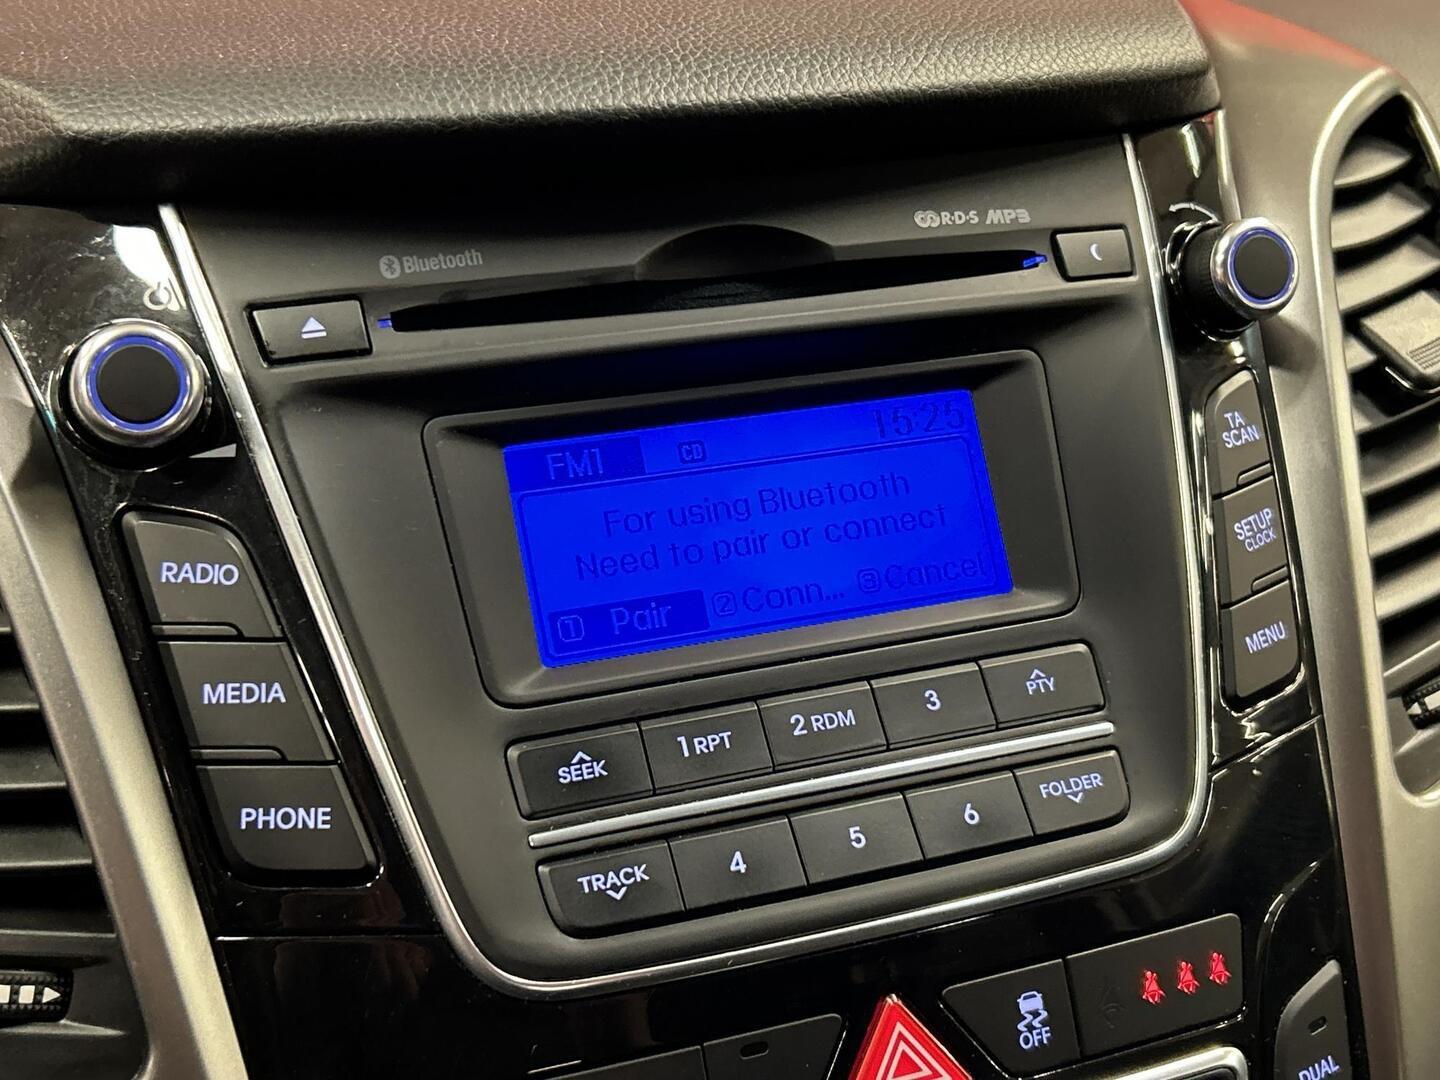 Bluetooth
R·D·S MP3
FM1 CD 15:25
For using Bluetooth
Need to pair or connect
1 Pair 2 Conn... 3 Cancel
RADIO
MEDIA
PHONE
TA
SCAN
SETUP
CLOCK
MENU
SEEK
1 RPT
2 RDM
3
PTY
TRACK
4
5
6
FOLDER
OFF
DUAL